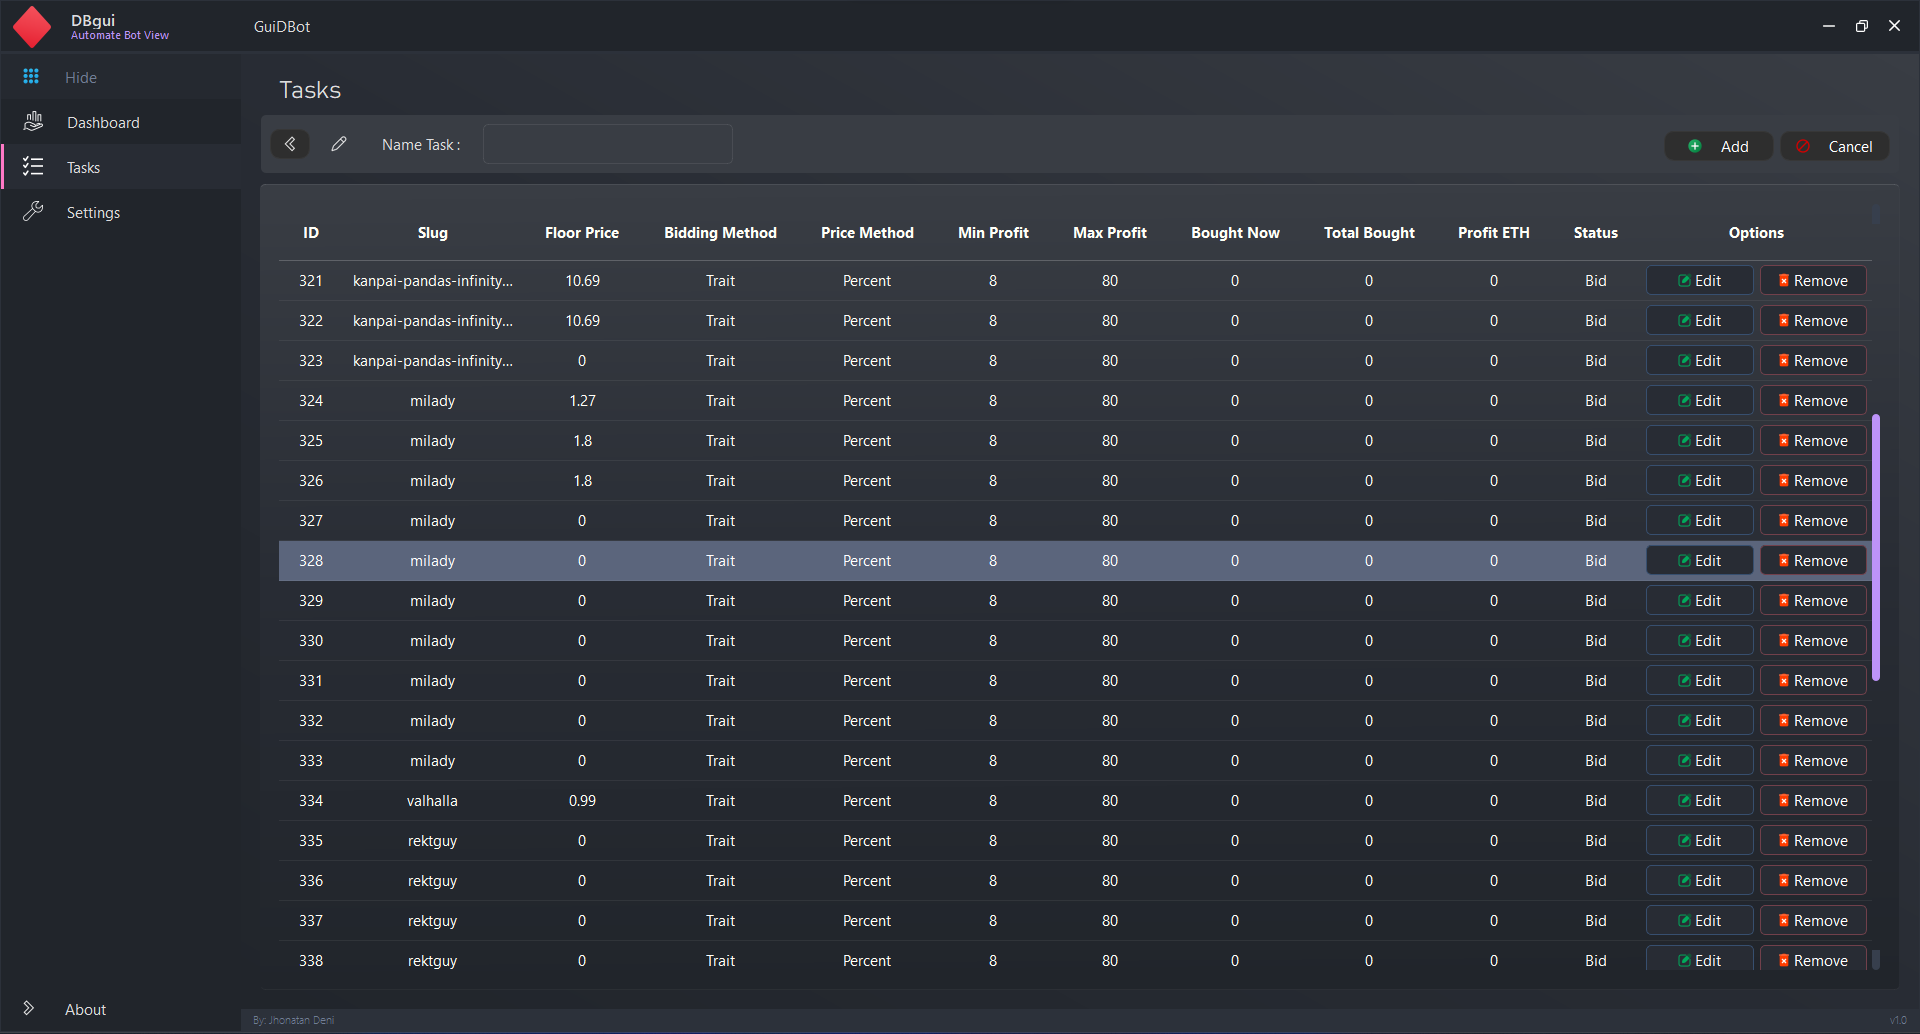 DBgui
Automate Bot View
GuiDBot
Hide
Dashboard
Tasks
Settings
Tasks
Name Task :
Add Cancel
ID Slug Floor Price Bidding Method Price Method Min Profit Max Profit Bought Now Total Bought Profit ETH Status Options
321 kanpai-pandas-infinity... 10.69 Trait Percent 8 80 0 0 0 Bid Edit Remove
322 kanpai-pandas-infinity... 10.69 Trait Percent 8 80 0 0 0 Bid Edit Remove
323 kanpai-pandas-infinity... 0 Trait Percent 8 80 0 0 0 Bid Edit Remove
324 milady 1.27 Trait Percent 8 80 0 0 0 Bid Edit Remove
325 milady 1.8 Trait Percent 8 80 0 0 0 Bid Edit Remove
326 milady 1.8 Trait Percent 8 80 0 0 0 Bid Edit Remove
327 milady 0 Trait Percent 8 80 0 0 0 Bid Edit Remove
328 milady 0 Trait Percent 8 80 0 0 0 Bid Edit Remove
329 milady 0 Trait Percent 8 80 0 0 0 Bid Edit Remove
330 milady 0 Trait Percent 8 80 0 0 0 Bid Edit Remove
331 milady 0 Trait Percent 8 80 0 0 0 Bid Edit Remove
332 milady 0 Trait Percent 8 80 0 0 0 Bid Edit Remove
333 milady 0 Trait Percent 8 80 0 0 0 Bid Edit Remove
334 valhalla 0.99 Trait Percent 8 80 0 0 0 Bid Edit Remove
335 rektguy 0 Trait Percent 8 80 0 0 0 Bid Edit Remove
336 rektguy 0 Trait Percent 8 80 0 0 0 Bid Edit Remove
337 rektguy 0 Trait Percent 8 80 0 0 0 Bid Edit Remove
338 rektguy 0 Trait Percent 8 80 0 0 0 Bid Edit Remove
About
By: Jhonatan Deni
v1.0